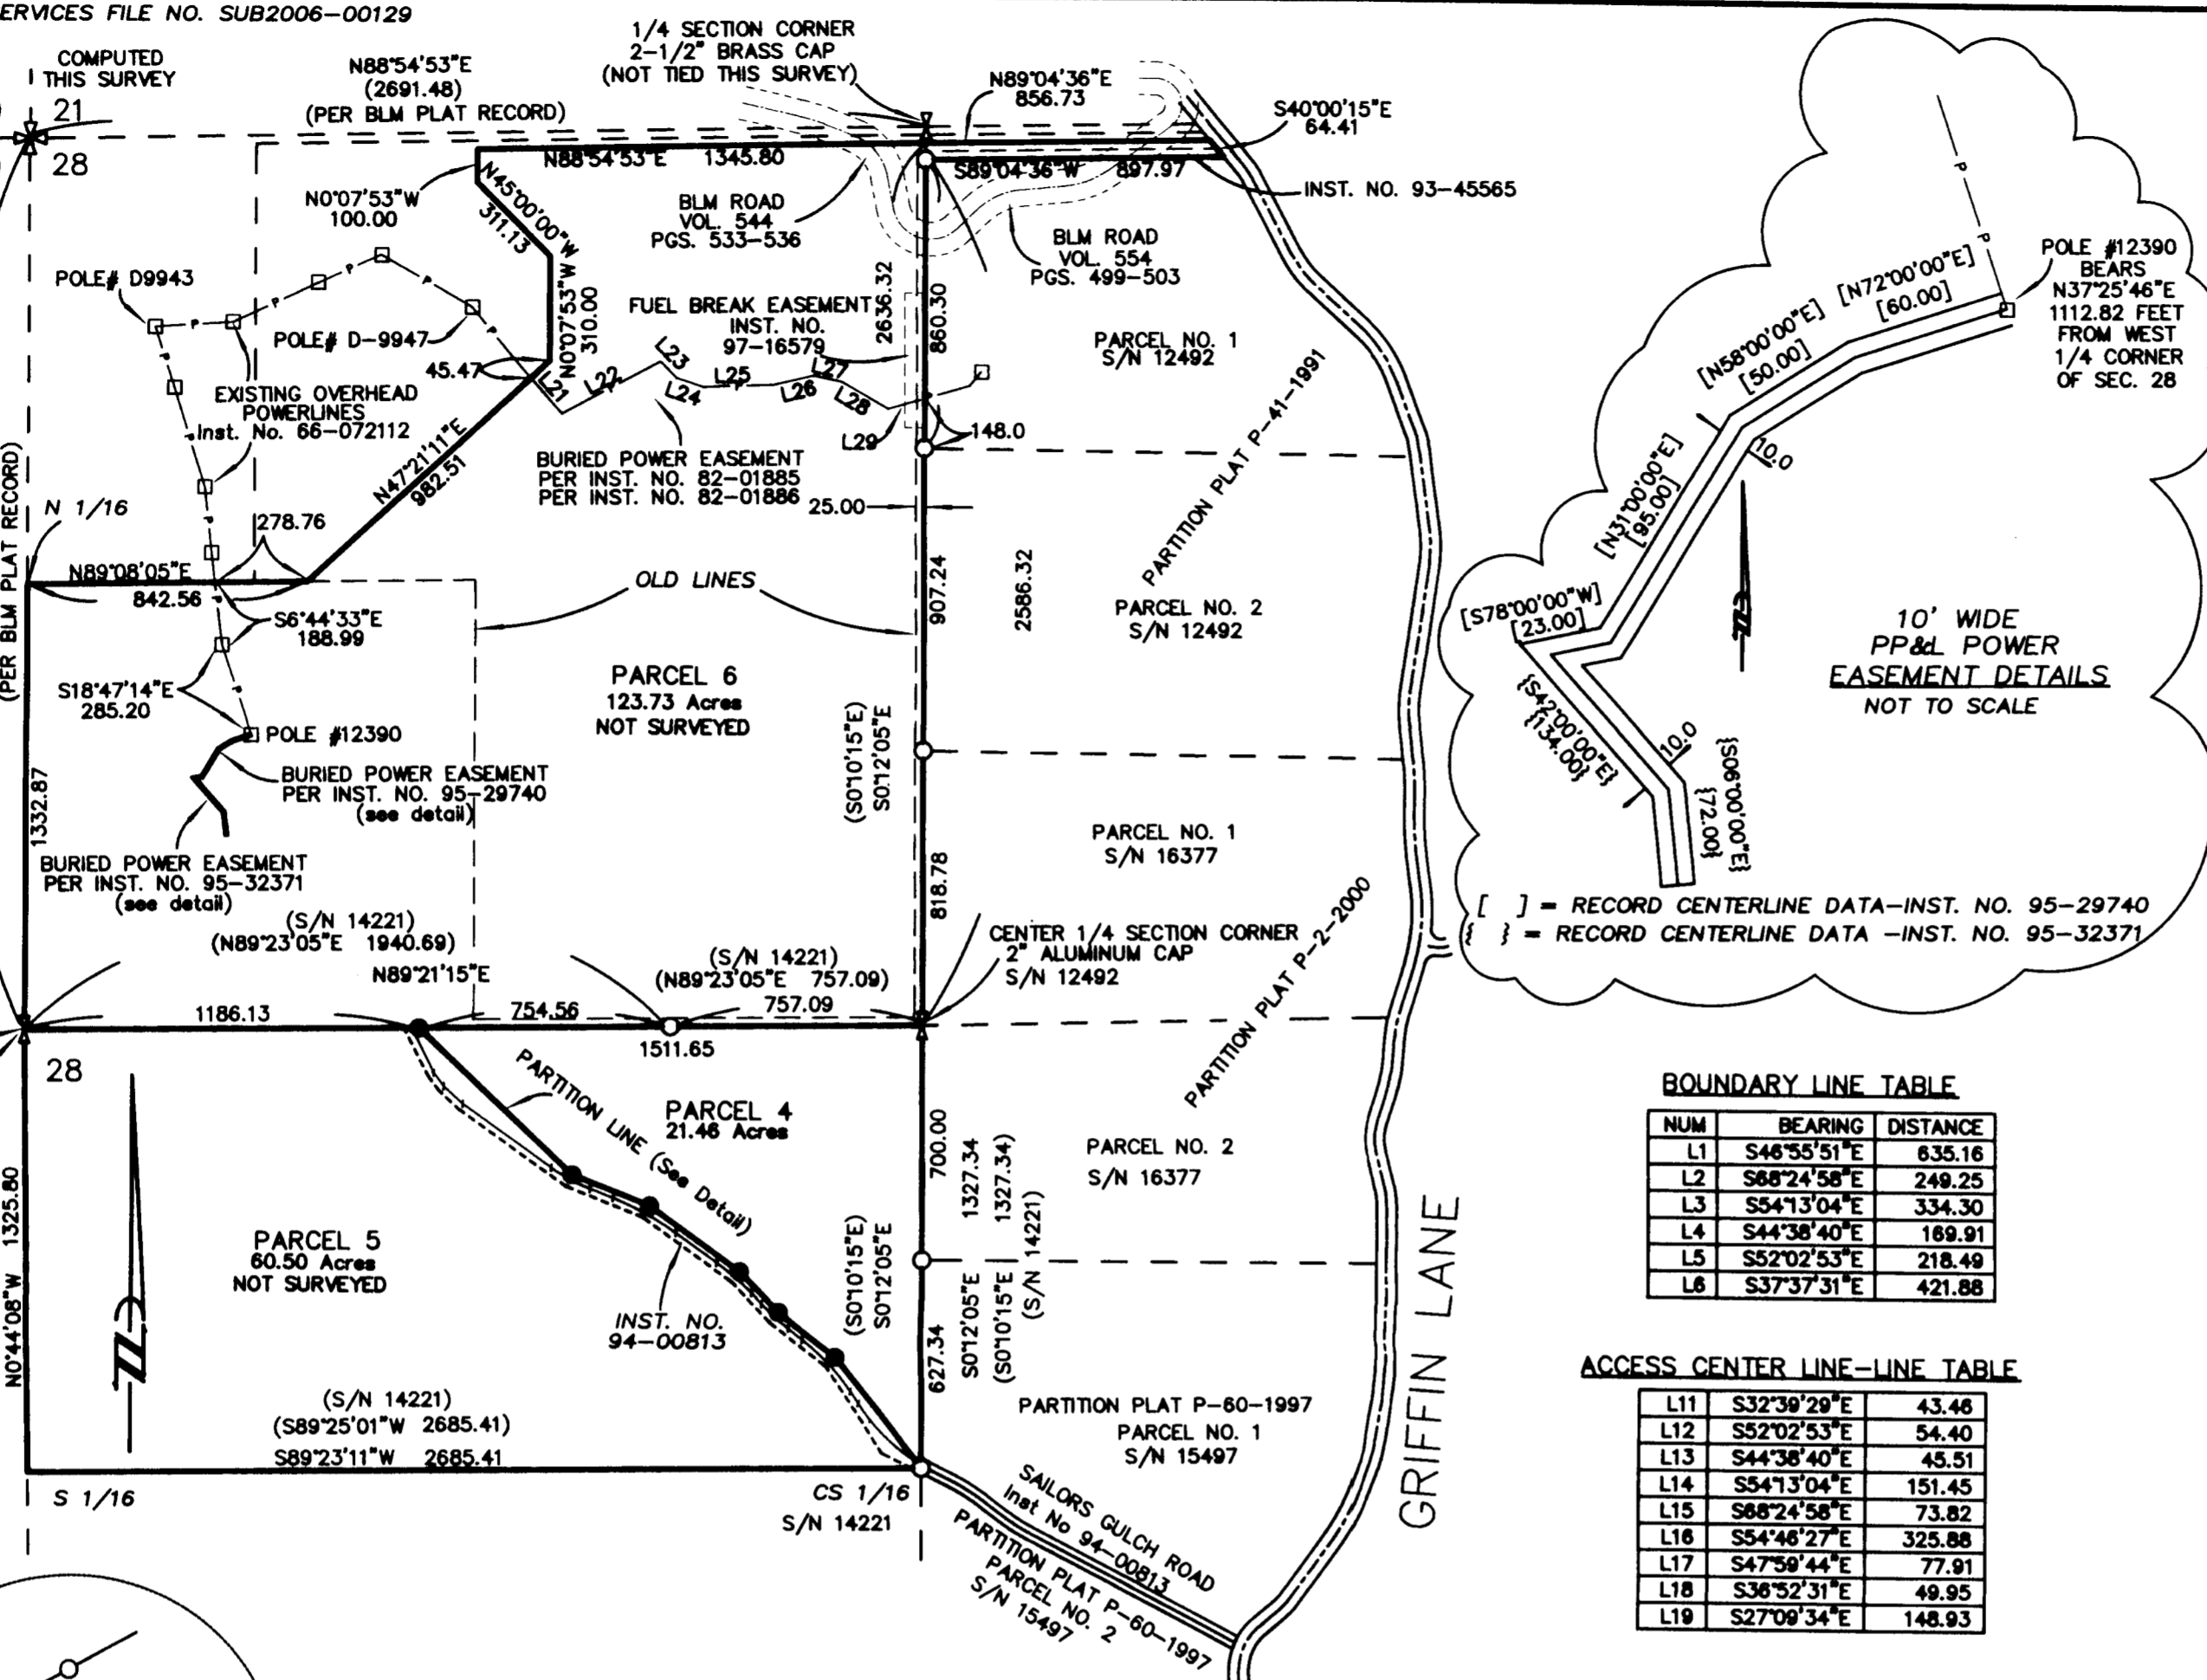 ERVICES FILE NO. SUB2006-00129
COMPUTED
THIS SURVEY
21
28
N88°54'53"E
(2691.48)
(PER BLM PLAT RECORD)
1/4 SECTION CORNER
2-1/2" BRASS CAP
(NOT TIED THIS SURVEY)
N89°04'36"E
856.73
S40°00'15"E
64.41
N88°54'53"E 1345.80
S89°04'36"W 897.97
INST. NO. 93-45565
N0°07'53"W
100.00
N45°00'00"W
311.13
BLM ROAD
VOL. 544
PGS. 533-536
BLM ROAD
VOL. 554
PGS. 499-503
POLE# D9943
POLE# D-9947
N0°07'53"W
310.00
45.47
FUEL BREAK EASEMENT
INST. NO.
97-16579
2636.32
860.30
PARCEL NO. 1
S/N 12492
L21
L22
L23
L24
L25
L26
L27
L28
L29
148.0
EXISTING OVERHEAD
POWERLINES
Inst. No. 66-072112
N47°21'11"E
982.51
BURIED POWER EASEMENT
PER INST. NO. 82-01885
PER INST. NO. 82-01886
25.00
PARTITION PLAT P-41-1991
(PER BLM PLAT RECORD)
N 1/16
278.76
N89°08'05"E
842.56
OLD LINES
907.24
2586.32
PARCEL NO. 2
S/N 12492
S6°44'33"E
188.99
S18°47'14"E
285.20
PARCEL 6
123.73 Acres
NOT SURVEYED
(S0°10'15"E)
S0°12'05"E
POLE #12390
BURIED POWER EASEMENT
PER INST. NO. 95-29740
(see detail)
1332.87
BURIED POWER EASEMENT
PER INST. NO. 95-32371
(see detail)
PARCEL NO. 1
S/N 16377
818.78
(S/N 14221)
(N89°23'05"E 1940.69)
N89°21'15"E
(S/N 14221)
(N89°23'05"E 757.09)
757.09
CENTER 1/4 SECTION CORNER
2" ALUMINUM CAP
S/N 12492
PARTITION PLAT P-2-2000
1186.13
754.56
1511.65
28
PARTITION LINE (See Detail)
PARCEL 4
21.46 Acres
700.00
1327.34
1327.34)
PARCEL NO. 2
S/N 16377
N0°44'08"W 1325.80
PARCEL 5
60.50 Acres
NOT SURVEYED
INST. NO.
94-00813
(S0°10'15"E)
S0°12'05"E
627.34
S0°12'05"E
(S0°10'15"E
(S/N 14221)
GRIFFIN LANE
(S/N 14221)
(S89°25'01"W 2685.41)
S89°23'11"W 2685.41
PARTITION PLAT P-60-1997
PARCEL NO. 1
S/N 15497
S 1/16
CS 1/16
S/N 14221
SAILORS GULCH ROAD
Inst No 94-00813
PARTITION PLAT P-60-1997
PARCEL NO. 2
S/N 15497
POLE #12390
BEARS
N37°25'46"E
1112.82 FEET
FROM WEST
1/4 CORNER
OF SEC. 28
[N72°00'00"E]
[60.00]
[N58°00'00"E]
[50.00]
[N31°00'00"E]
[95.00]
10.0
[S78°00'00"W]
[23.00]
{S42°00'00"E}
{134.00}
10.0
{S06°00'00"E}
{72.00}
10' WIDE
PP&L POWER
EASEMENT DETAILS
NOT TO SCALE
[ ] = RECORD CENTERLINE DATA-INST. NO. 95-29740
{ } = RECORD CENTERLINE DATA -INST. NO. 95-32371
BOUNDARY LINE TABLE
NUM BEARING DISTANCE
L1 S46°55'51"E 635.16
L2 S68°24'58"E 249.25
L3 S54°13'04"E 334.30
L4 S44°38'40"E 169.91
L5 S52°02'53"E 218.49
L6 S37°37'31"E 421.88
ACCESS CENTER LINE-LINE TABLE
L11 S32°39'29"E 43.46
L12 S52°02'53"E 54.40
L13 S44°38'40"E 45.51
L14 S54°13'04"E 151.45
L15 S68°24'58"E 73.82
L16 S54°46'27"E 325.88
L17 S47°59'44"E 77.91
L18 S36°52'31"E 49.95
L19 S27°09'34"E 148.93